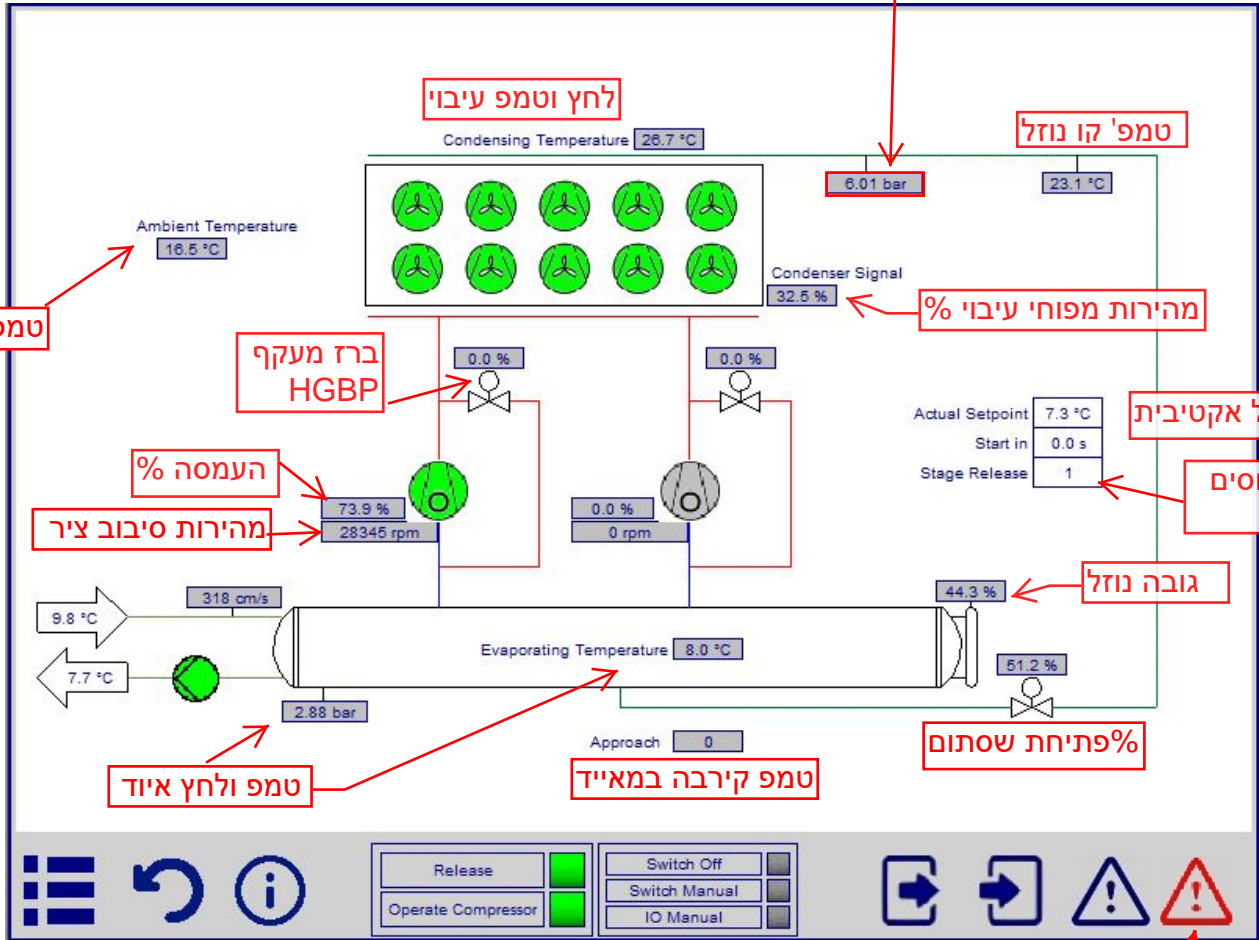 לחץ וטמפ עיבוי
Condensing Temperature 26.7 °C
טמפ' קו נוזל
6.01 bar
23.1 °C
Ambient Temperature
16.5 °C
Condenser Signal
32.5 %
מהירות מפוחי עיבוי %
ברז מעקף
HGBP
0.0 %
0.0 %
Actual Setpoint 7.3 °C
אקטיבית
Start in 0.0 s
Stage Release 1
העמסה %
73.9 %
0.0 %
מהירות סיבוב ציר
28345 rpm
0 rpm
גובה נוזל
44.3 %
318 cm/s
9.8 °C
Evaporating Temperature 8.0 °C
7.7 °C
51.2 %
2.88 bar
%פתיחת שסתום
Approach 0
טמפ ולחץ איוד
טמפ קירבה במאייד
Release
Operate Compressor
Switch Off
Switch Manual
IO Manual